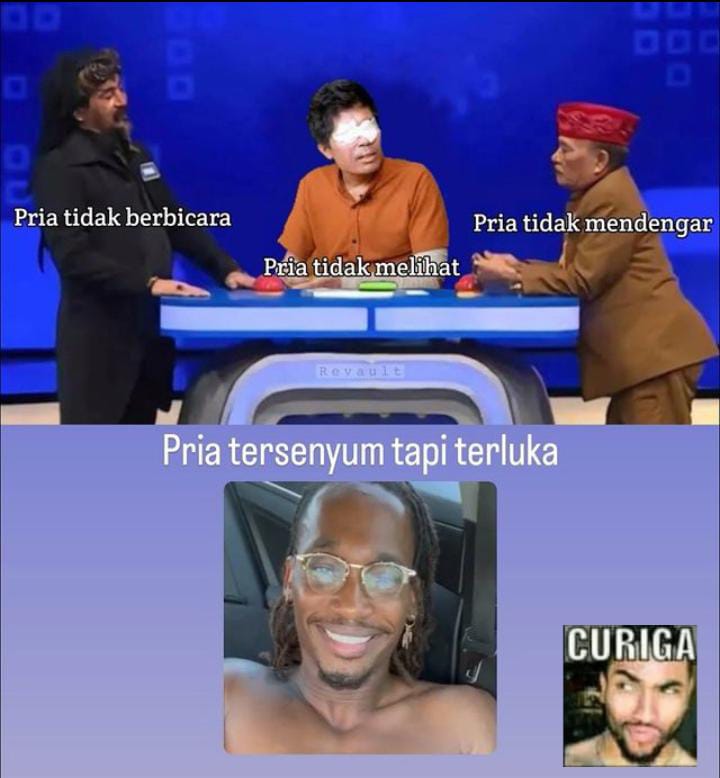 Pria tidak berbicara
Pria tidak mendengar
Pria tidak melihat
Revault
Pria tersenyum tapi terluka
CURIGA